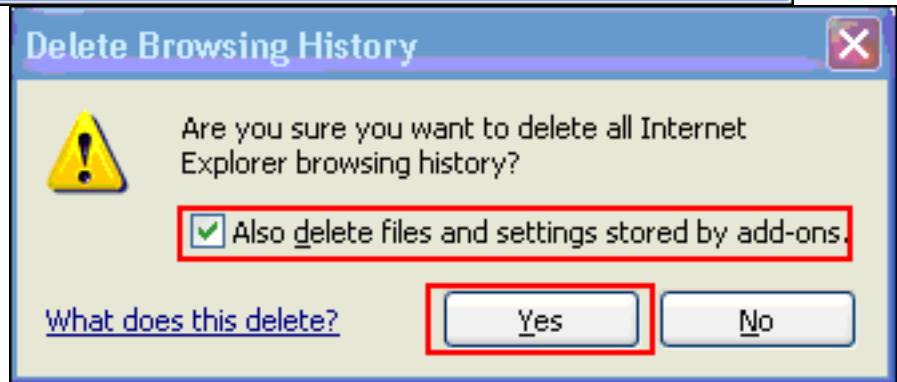 Delete Browsing History
Are you sure you want to delete all Internet
Explorer browsing history?
Also delete files and settings stored by add-ons.
What does this delete?
Yes
No